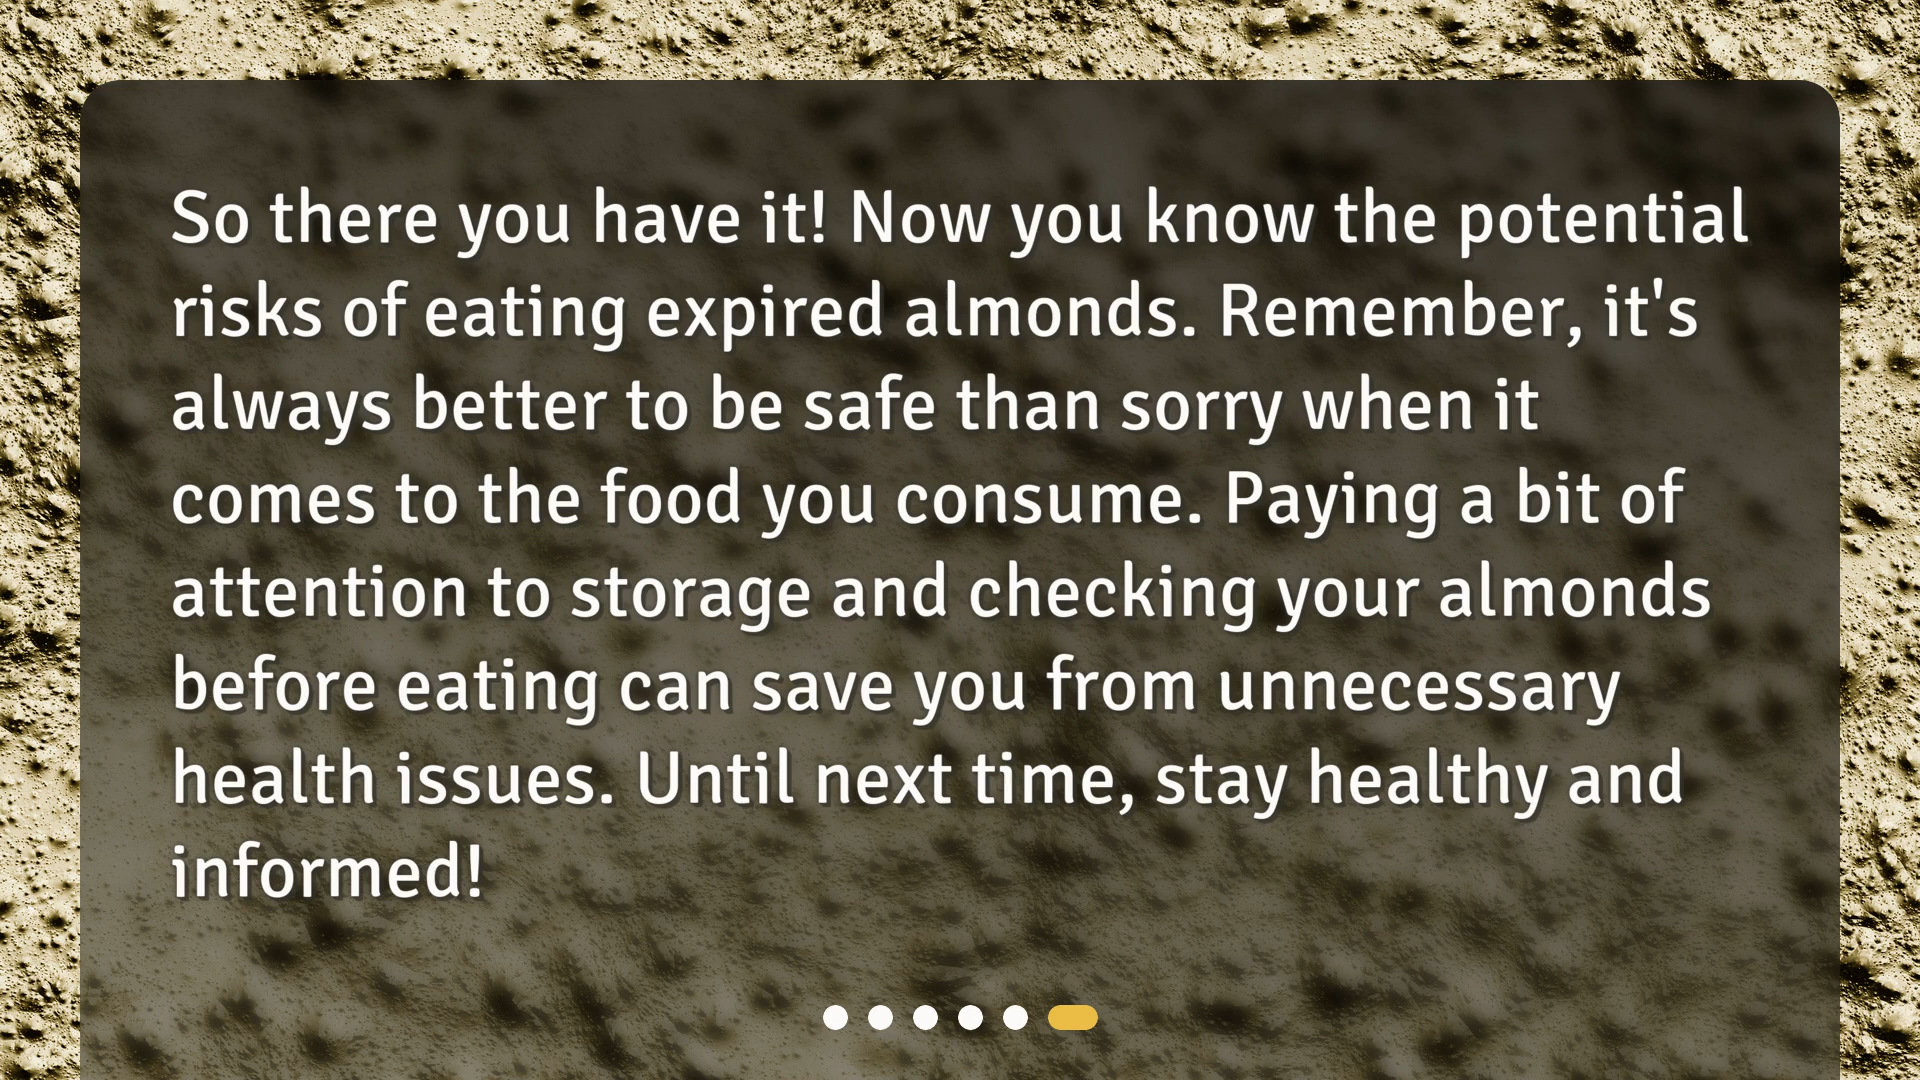 So there you have it! Now you know the potential
risks of eating expired almonds. Remember, it's
always better to be safe than sorry when it
comes to the food you consume. Paying a bit of
attention to storage and checking your almonds
before eating can save you from unnecessary
health issues. Until next time, stay healthy and
informed!